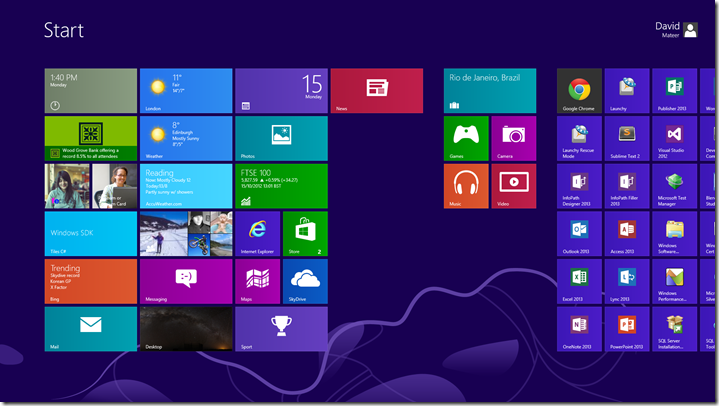 Start
David
Mateer
1:40 PM
Monday
11°
Fair
14°/7°
London
15
Monday
News
Wood Grove Bank offering a
record 8.5% to all attenders
8°
Edinburgh
Mostly Sunny
9°/5°
Weather
Photos
Reading
Now Mostly Cloudy 12
Today 13/8
Partly sunny w/ showers
AccuWeather.com
FTSE 100
5,827.59 ▲ +0.59% (+34.27)
15/10/2012 13:01 BST
Windows SDK
Files C#
Internet Explorer
Store
2
Trending
Skydive record
Korean GP
X Factor
Bing
Messaging
Maps
SkyDrive
Mail
Desktop
Sport
Rio de Janeiro, Brazil
Games
Camera
Music
Video
Google Chrome
Launchy
Publisher 2013
Launchy Rescue
Mode
Sublime Text 2
Visual Studio
2012
InfoPath
Designer 2013
InfoPath Filler
2013
Microsoft Test
Manager
Outlook 2013
Access 2013
Windows
Software...
Excel 2013
Lync 2013
Windows
Performance...
OneNote 2013
PowerPoint 2013
SQL Server
Installation...